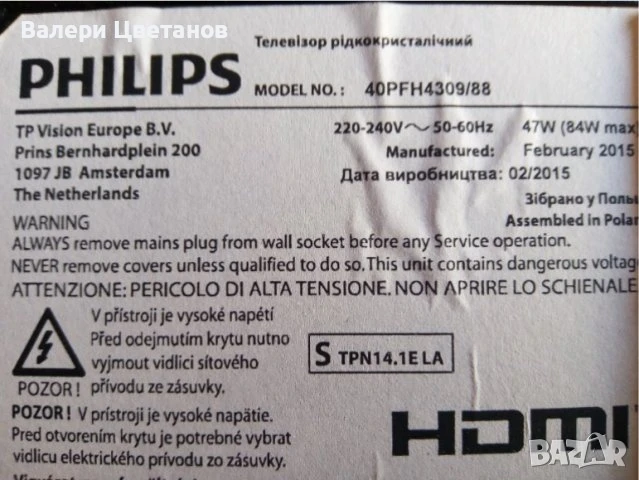 Валери Цветанов
Телевізор рідкокристалічний
PHILIPS MODEL NO.: 40PFH4309/88
TP Vision Europe B.V. 220-240V 50-60Hz 47W (84W max)
Prins Bernhardplein 200 Manufactured: February 2015
1097 JB Amsterdam Дата виробництва: 02/2015
The Netherlands Зібрано у
WARNING Assembled in
ALWAYS remove mains plug from wall socket before any Service operation.
NEVER remove covers unless qualified to do so. This unit contains dangerous
ATTENZIONE: PERICOLO DI ALTA TENSIONE. NON APRIRE LO SCHIENALE
V přístroji je vysoké napětí
Před odejmutím krytu nutno
vyjmout vidlici síťového
POZOR! přívodu ze zásuvky.
S TPN14.1E LA
POZOR! V prístroji je vysoké napätie.
Pred otvorením krytu je potrebné vybrat
vidlicu elektrického prívodu zo zásuvky.
HDMI
BAZAR
bg